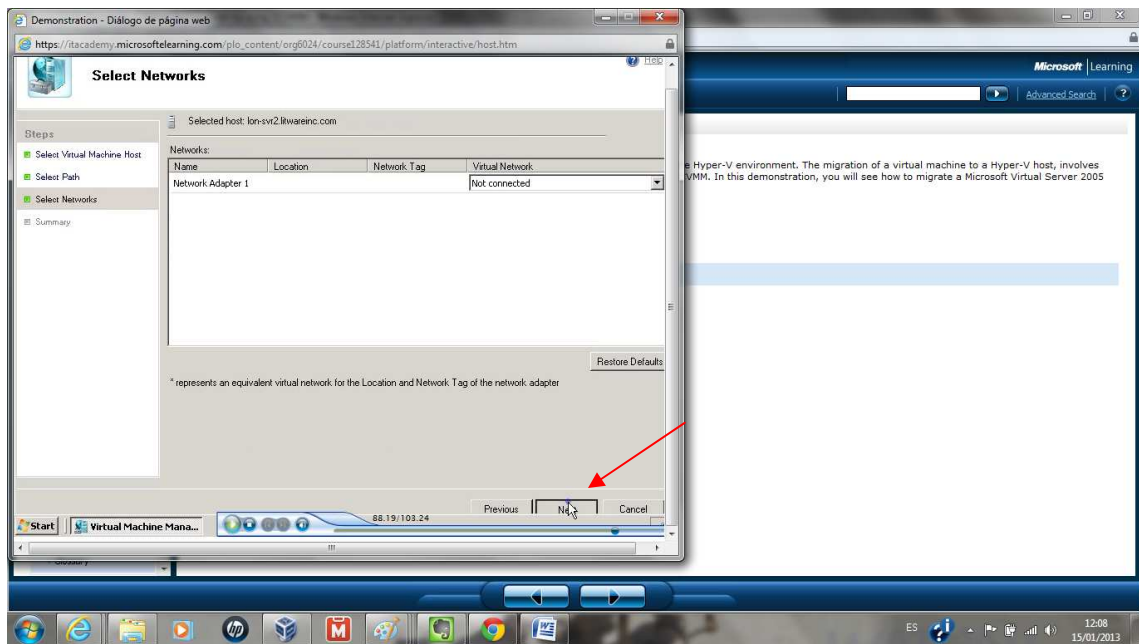 Demonstration - Diálogo de página web
https://itacademy.microsoftelearning.com/plo_content/org6024/course128541/platform/interactive/host.htm
Select Networks
Help
Steps
Select Virtual Machine Host
Select Path
Select Networks
Summary
Selected host: lon-svr2.litwareinc.com
Networks:
Name Location Network Tag Virtual Network
Network Adapter 1 Not connected
Restore Defaults
* represents an equivalent virtual network for the Location and Network Tag of the network adapter
Previous Cancel
Start Virtual Machine Mana...
88.19/103.24
Microsoft Learning
Advanced Search
e Hyper-V environment. The migration of a virtual machine to a Hyper-V host, involves
VMM. In this demonstration, you will see how to migrate a Microsoft Virtual Server 2005
ES 12:08
15/01/2013